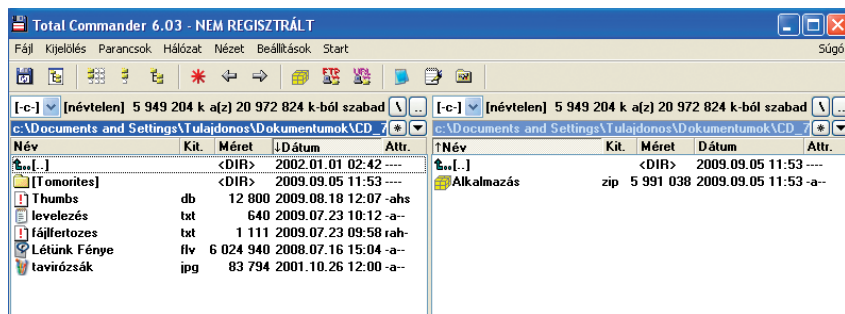 Total Commander 6.03 - NEM REGISZTRÁLT
Fájl Kijelölés Parancsok Hálózat Nézet Beállítások Start Súgó
FTP
[-c-] [névtelen] 5 949 204 k a(z) 20 972 824 k-ból szabad \ ..
c:\Documents and Settings\Tulajdonos\Dokumentumok\CD_7 * ▼
Név Kit. Méret ↓Dátum Attr.
[..] <DIR> 2002.01.01 02:42 ----
[Tomorites] <DIR> 2009.09.05 11:53 ----
Thumbs db 12 800 2009.08.18 12:07 -ahs
levelezés txt 640 2009.07.23 10:12 -a--
fájlfertozes txt 1 111 2009.07.23 09:58 rah-
Létünk Fénye flv 6 024 940 2008.07.16 15:04 -a--
tavirózsák jpg 83 794 2001.10.26 12:00 -a--
[-c-] [névtelen] 5 949 204 k a(z) 20 972 824 k-ból szabad \ ..
c:\Documents and Settings\Tulajdonos\Dokumentumok\CD_7 * ▼
↑Név Kit. Méret Dátum Attr.
[..] <DIR> 2009.09.05 11:53 ----
Alkalmazás zip 5 991 038 2009.09.05 11:53 -a--